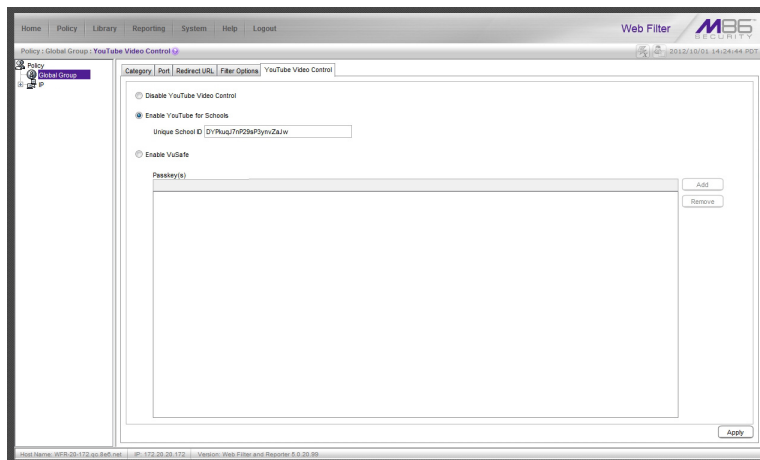 Home Policy Library Reporting System Help Logout
Web Filter
M86 SECURITY
Policy / Global Group : YouTube Video Control
2012/10/01 14:24:44 PDT
Policy
Global Group
IP
Category Port Redirect URL Filter Options YouTube Video Control
Disable YouTube Video Control
Enable YouTube for Schools
Unique School ID DYPkuqJ7nP29sP3ynvZaJw
Enable VuSafe
Passkey(s)
Add
Remove
Apply
Host Name: WFR-20-172.qc.8e6.net IP: 172.20.20.172 Version: Web Filter and Reporter 5.0.20.99